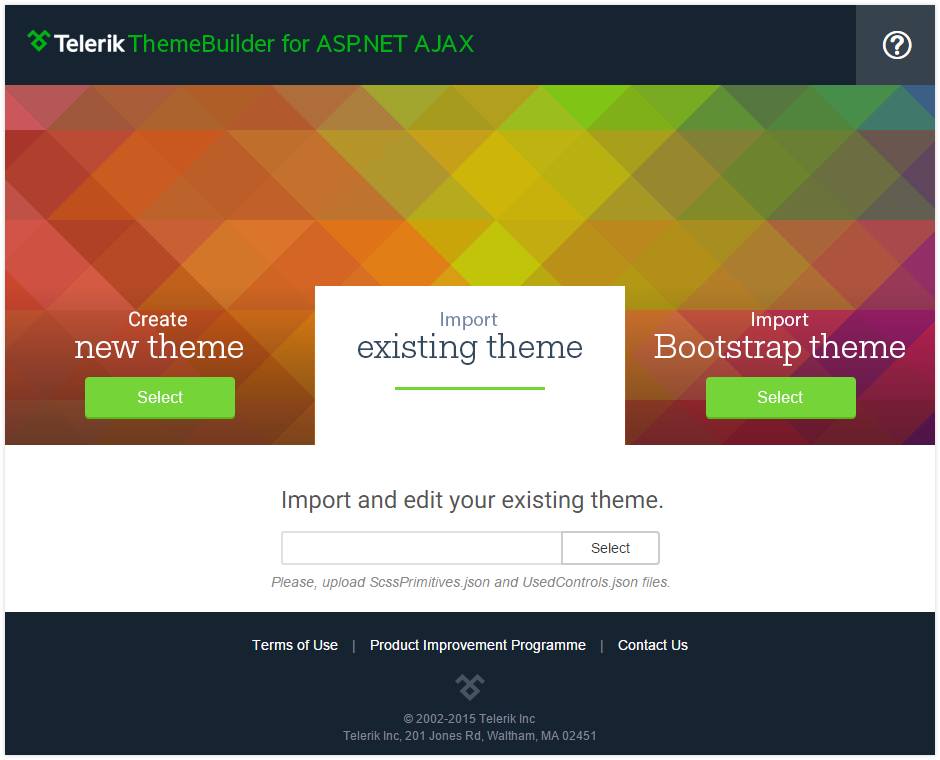 Telerik ThemeBuilder for ASP.NET AJAX
?
Create
new theme
Select
Import
existing theme
Import
Bootstrap theme
Select
Import and edit your existing theme.
Select
Please, upload ScssPrimitives.json and UsedControls.json files.
Terms of Use | Product Improvement Programme | Contact Us
© 2002-2015 Telerik Inc
Telerik Inc, 201 Jones Rd, Waltham, MA 02451